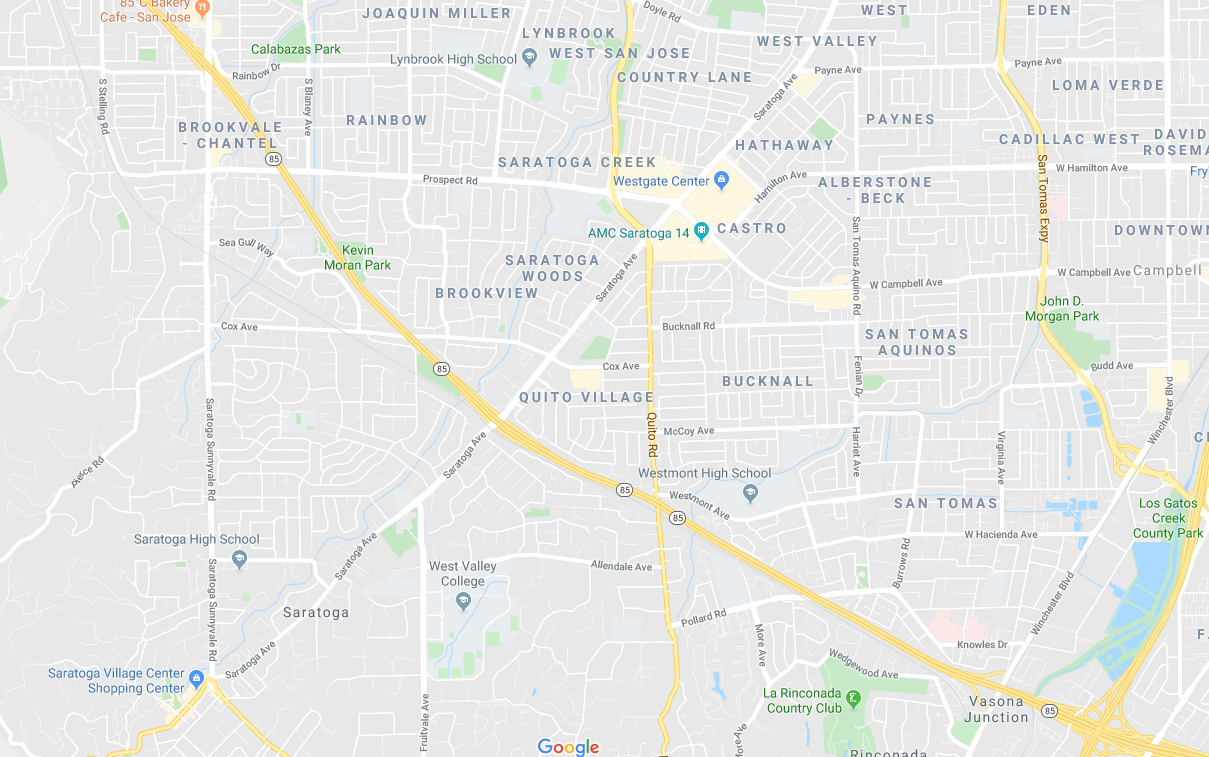 85°C Bakery
Cafe - San Jose
JOAQUIN MILLER
Doyle Rd
WEST
EDEN
LYNBROOK
Calabazas Park
Lynbrook High School
WEST SAN JOSE
WEST VALLEY
Rainbow Dr
COUNTRY LANE
Payne Ave
Payne Ave
S Stelling Rd
S Blaney Ave
Saratoga Ave
LOMA VERDE
RAINBOW
PAYNES
BROOKVALE
- CHANTEL
HATHAWAY
CADILLAC WEST
DAVID
ROSEMA
85
SARATOGA CREEK
W Hamilton Ave
Fry
Prospect Rd
Westgate Center
Hamilton Ave
ALBERSTONE
- BECK
San Tomas Expy
AMC Saratoga 14
CASTRO
San Tomas Aquino Rd
DOWNTOWN
Sea Gull Way
Kevin
Moran Park
SARATOGA
WOODS
Saratoga Ave
W Campbell Ave
Campbell
W Campbell Ave
BROOKVIEW
John D.
Morgan Park
Cox Ave
Bucknall Rd
SAN TOMAS
AQUINOS
85
Cox Ave
Budd Ave
Fenian Dr
BUCKNALL
QUITO VILLAGE
Winchester Blvd
Saratoga Sunnyvale Rd
Quito Rd
McCoy Ave
Harriet Ave
Virginia Ave
Saratoga Ave
Pierce Rd
Westmont High School
85
Westmont Ave
SAN TOMAS
Los Gatos
Creek
County Park
85
Saratoga High School
W Hacienda Ave
Saratoga Ave
Saratoga Sunnyvale Rd
West Valley
College
Allendale Ave
Burrows Rd
Winchester Blvd
Saratoga
Pollard Rd
More Ave
Knowles Dr
Saratoga Ave
Wedgewood Ave
Saratoga Village Center
Shopping Center
La Rinconada
Country Club
Vasona
Junction
85
Fruitvale Ave
Google
Rinconada